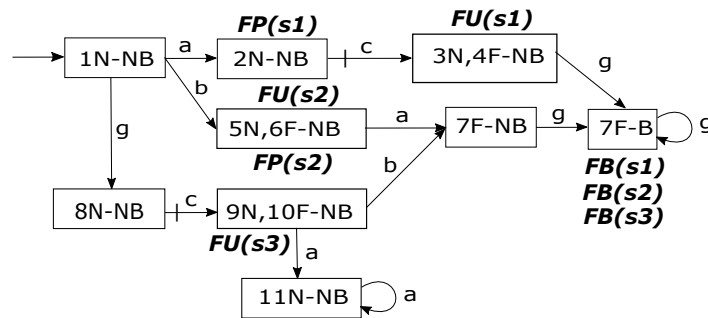 FP(s1) FU(s1)
1N-NB a 2N-NB c 3N,4F-NB
b FU(s2) g
g 5N,6F-NB a 7F-NB g 7F-B g
FP(s2) b FB(s1)
FB(s2)
8N-NB c 9N,10F-NB FB(s3)
FU(s3) a
11N-NB a